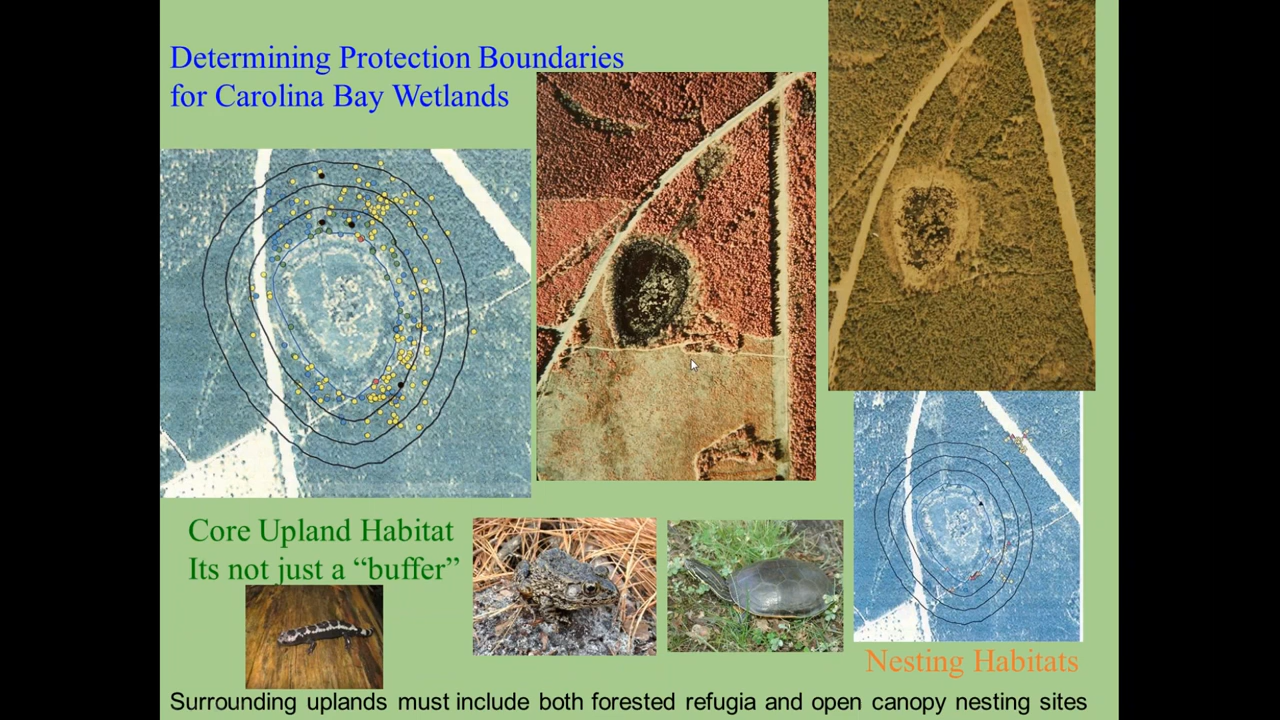 Determining Protection Boundaries
for Carolina Bay Wetlands
Core Upland Habitat
Its not just a “buffer”
Nesting Habitats
Surrounding uplands must include both forested refugia and open canopy nesting sites